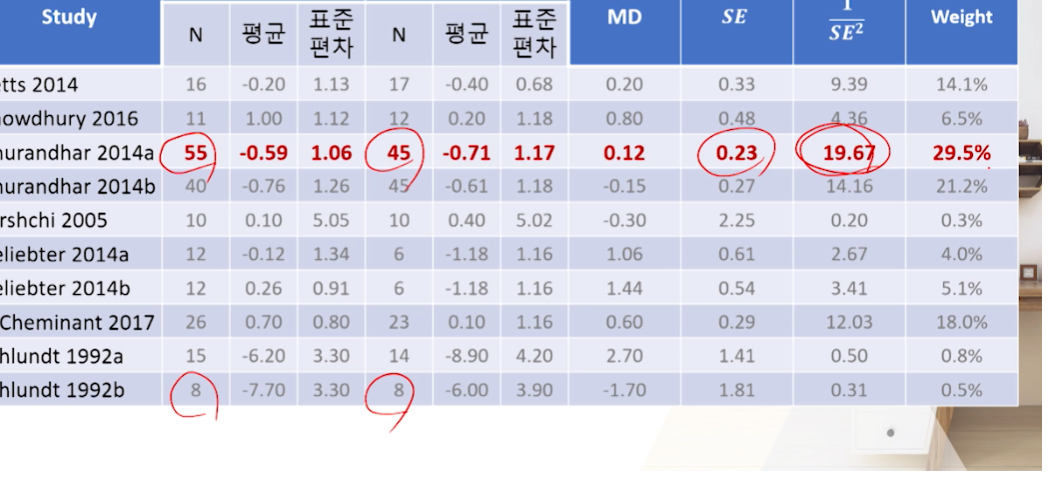 Study N 평균 표준편차 N 평균 표준편차 MD SE 1/SE² Weight
etts 2014 16 -0.20 1.13 17 -0.40 0.68 0.20 0.33 9.39 14.1%
owdhury 2016 11 1.00 1.12 12 0.20 1.18 0.80 0.48 4.36 6.5%
urandhar 2014a 55 -0.59 1.06 45 -0.71 1.17 0.12 0.23 19.67 29.5%
urandhar 2014b 40 -0.76 1.26 45 -0.61 1.18 -0.15 0.27 14.16 21.2%
rshchi 2005 10 0.10 5.05 10 0.40 5.02 -0.30 2.25 0.20 0.3%
eliebter 2014a 12 -0.12 1.34 6 -1.18 1.16 1.06 0.61 2.67 4.0%
eliebter 2014b 12 0.26 0.91 6 -1.18 1.16 1.44 0.54 3.41 5.1%
Cheminant 2017 26 0.70 0.80 23 0.10 1.16 0.60 0.29 12.03 18.0%
hlundt 1992a 15 -6.20 3.30 14 -8.90 4.20 2.70 1.41 0.50 0.8%
hlundt 1992b 8 -7.70 3.30 8 -6.00 3.90 -1.70 1.81 0.31 0.5%